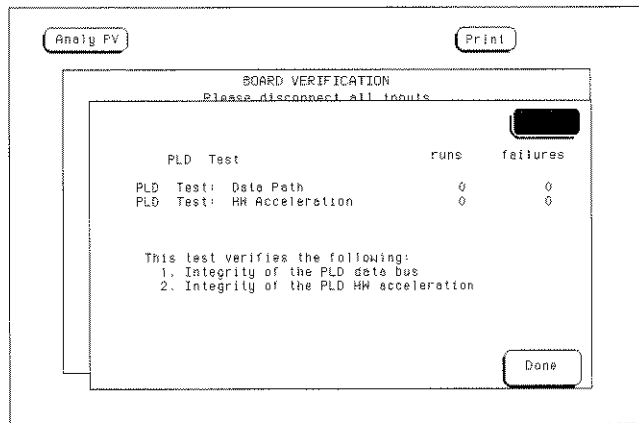 Analy PV
Print
BOARD VERIFICATION
Please disconnect all inputs
PLD Test runs failures
PLD Test: Data Path 0 0
PLD Test: HW Acceleration 0 0
This test verifies the following:
1. Integrity of the PLD data bus
2. Integrity of the PLD HW acceleration
Done